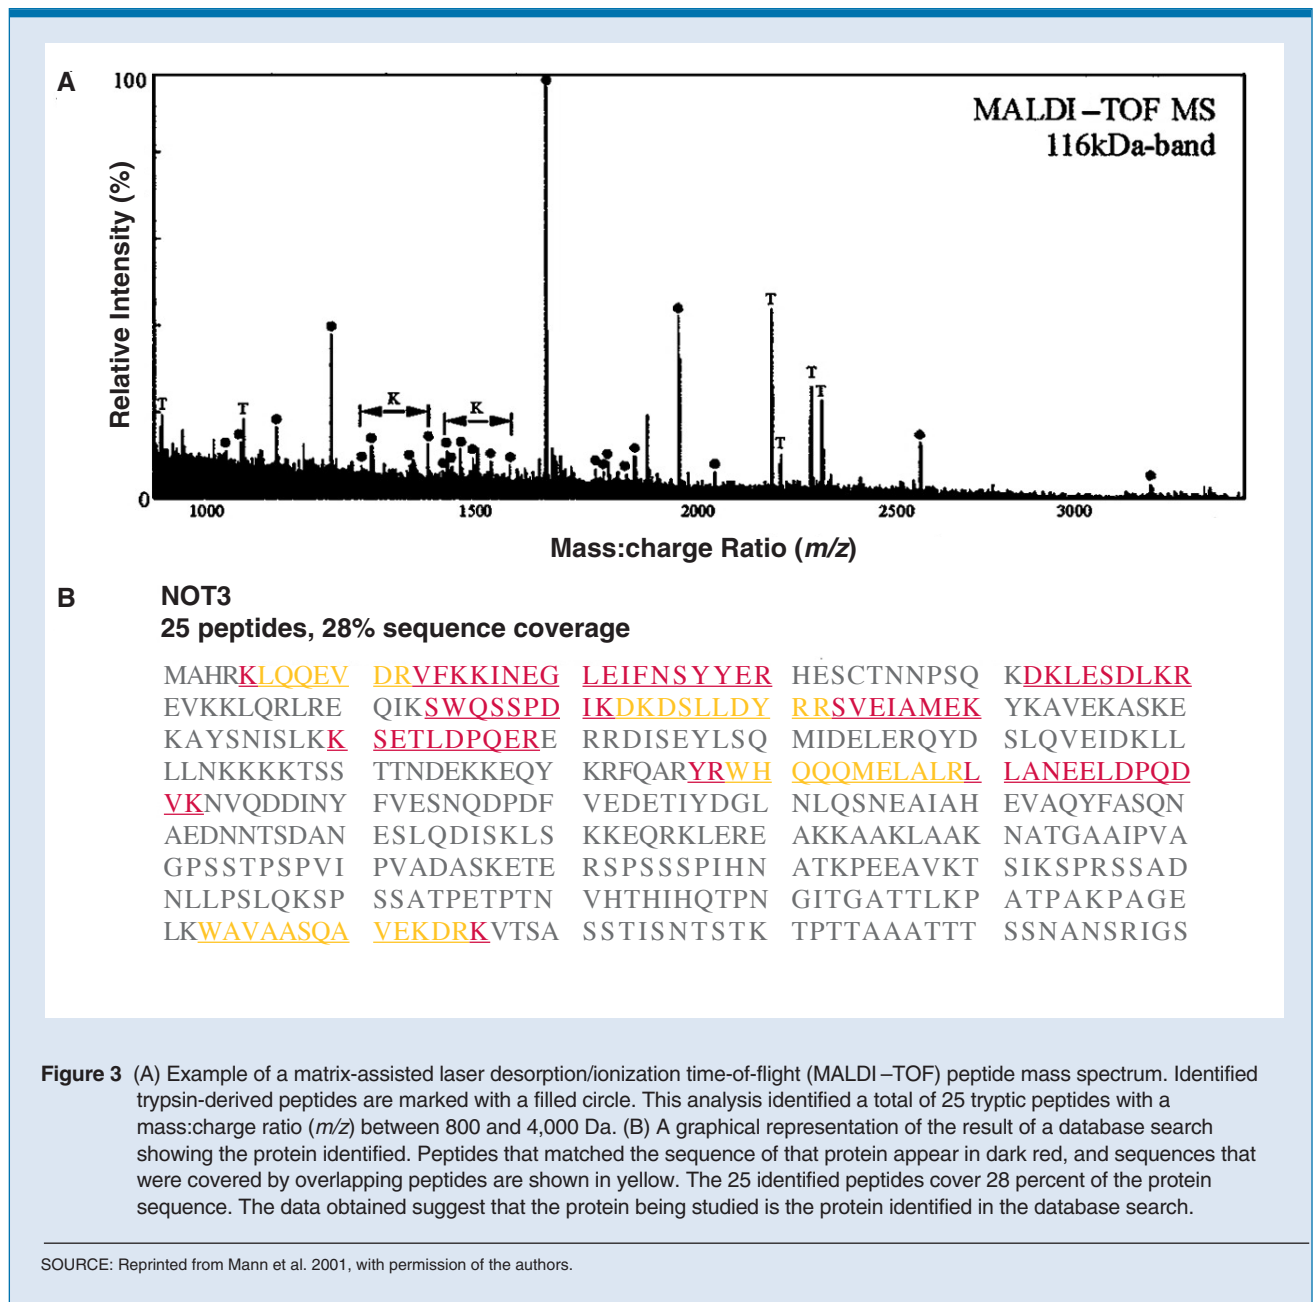 A
100
MALDI–TOF MS
116kDa-band
Relative Intensity (%)
T
T
K
K
T
T
T
T
0
1000 1500 2000 2500 3000
Mass:charge Ratio (m/z)
B
NOT3
25 peptides, 28% sequence coverage
MAHRKLQQEV DRVFKKINEG LEIFNSYYER HESCTNNPSQ KDKLESDLKR
EVKKLQRLRE QIKSWQSSPD IKDKDSLLDY RRSVEIAMEK YKAVEKASKE
KAYSNISLKK SETLDPQERE RRDISEYLSQ MIDELERQYD SLQVEIDKLL
LLNKKKKTSS TTNDEKKEQY KRFQARYRWH QQQMELALRL LANEELDPQD
VKNVQDDINY FVESNQDPDF VEDETIYDGL NLQSNEAIAH EVAQYFASQN
AEDNNTSDAN ESLQDISKLS KKEQRKLERE AKKAAKLAAK NATGAAIPVA
GPSSTPSPVI PVADASKETE RSPSSSPIHN ATKPEEAVKT SIKSPRSSAD
NLLPSLQKSP SSATPETPTN VHTHIHQTPN GITGATTLKP ATPAKPAGE
LKWAVAASQA VEKDRKVTSA SSTISNTSTK TPTTAAATTT SSNANSRIGS
Figure 3 (A) Example of a matrix-assisted laser desorption/ionization time-of-flight (MALDI–TOF) peptide mass spectrum. Identified
trypsin-derived peptides are marked with a filled circle. This analysis identified a total of 25 tryptic peptides with a
mass:charge ratio (m/z) between 800 and 4,000 Da. (B) A graphical representation of the result of a database search
showing the protein identified. Peptides that matched the sequence of that protein appear in dark red, and sequences that
were covered by overlapping peptides are shown in yellow. The 25 identified peptides cover 28 percent of the protein
sequence. The data obtained suggest that the protein being studied is the protein identified in the database search.
SOURCE: Reprinted from Mann et al. 2001, with permission of the authors.